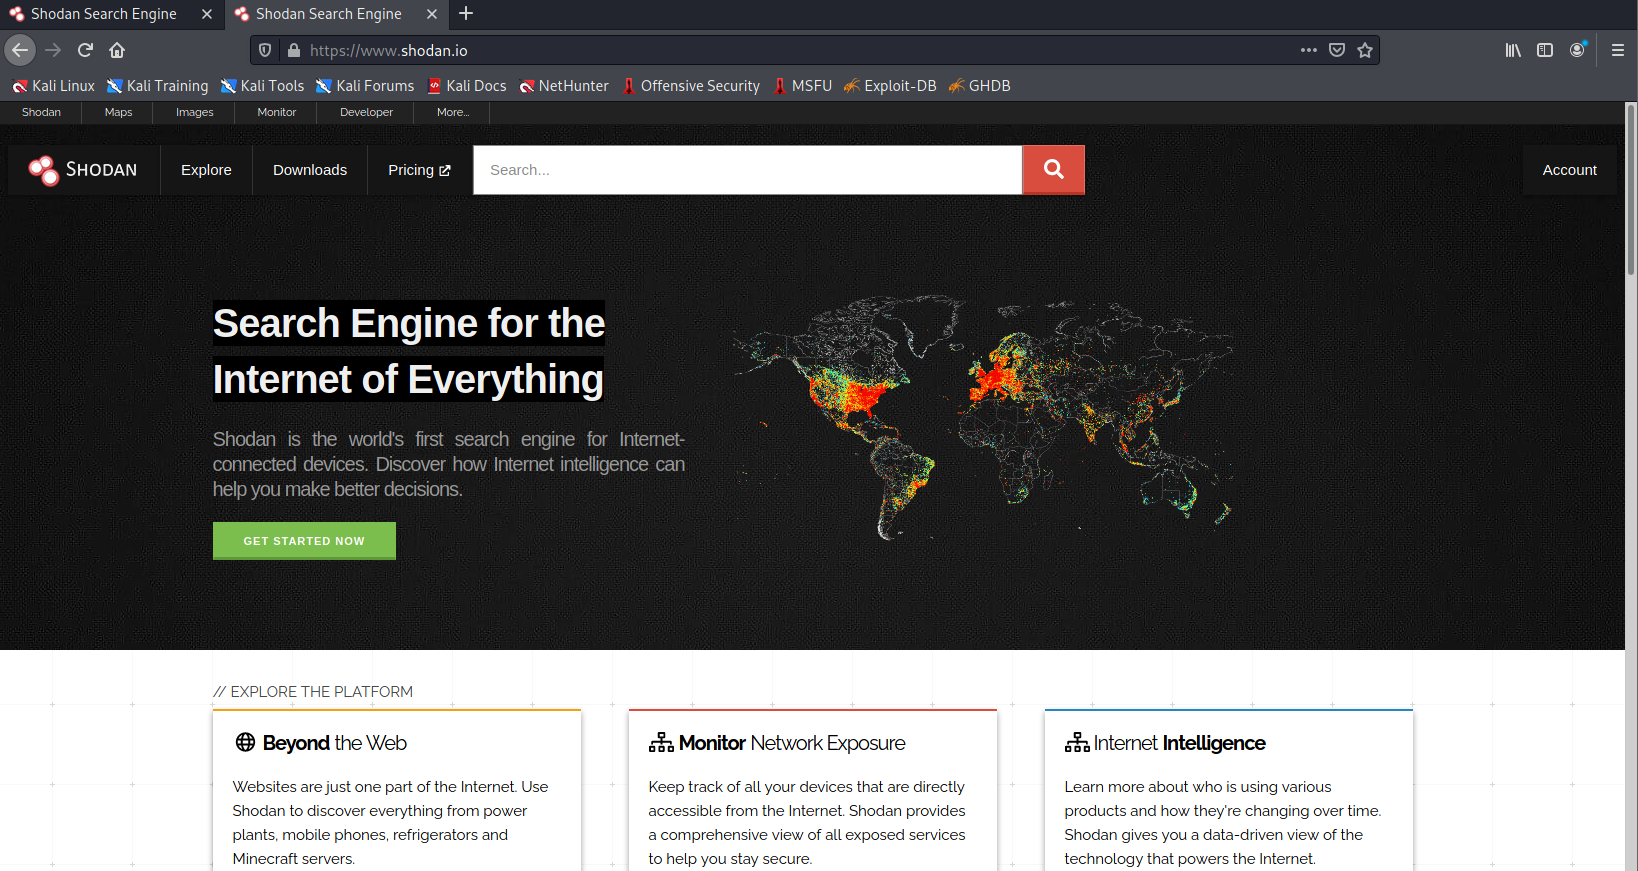 Shodan Search Engine
Shodan Search Engine
https://www.shodan.io
Kali Linux Kali Training Kali Tools Kali Forums Kali Docs NetHunter Offensive Security MSFU Exploit-DB GHDB
Shodan Maps Images Monitor Developer More...
SHODAN Explore Downloads Pricing Search... Account
Search Engine for the
Internet of Everything
Shodan is the world's first search engine for Internet-
connected devices. Discover how Internet intelligence can
help you make better decisions.
GET STARTED NOW
// EXPLORE THE PLATFORM
Beyond the Web
Websites are just one part of the Internet. Use
Shodan to discover everything from power
plants, mobile phones, refrigerators and
Minecraft servers.
Monitor Network Exposure
Keep track of all your devices that are directly
accessible from the Internet. Shodan provides
a comprehensive view of all exposed services
to help you stay secure.
Internet Intelligence
Learn more about who is using various
products and how they're changing over time.
Shodan gives you a data-driven view of the
technology that powers the Internet.